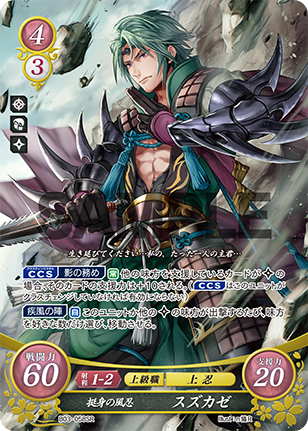 4
3
SAMPLE
生き延びてください…私の、たった一人の主君…
CCS 影の務め 常 他の味方を支援しているカードが
の場合、そのカードの支援力は＋10される。(CCSはこのユニットが
クラスチェンジしていなければ有効にならない)
疾風の陣 自 このユニットか他の の味方が出撃するたび、味方
を好きな数だけ選び、移動させる。
戦闘力
60
射程 1-2
上級職
上忍
支援力
20
挺身の風忍
スズカゼ
B03-058SR